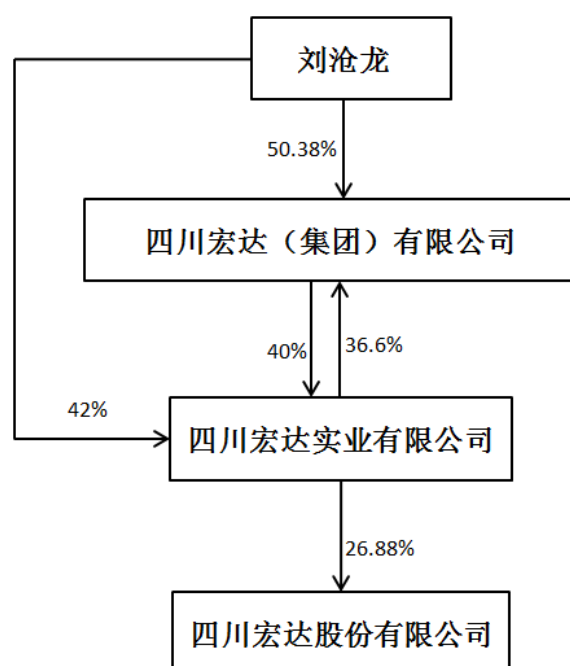 刘沧龙
50.38%
四川宏达（集团）有限公司
40%
36.6%
42%
四川宏达实业有限公司
26.88%
四川宏达股份有限公司